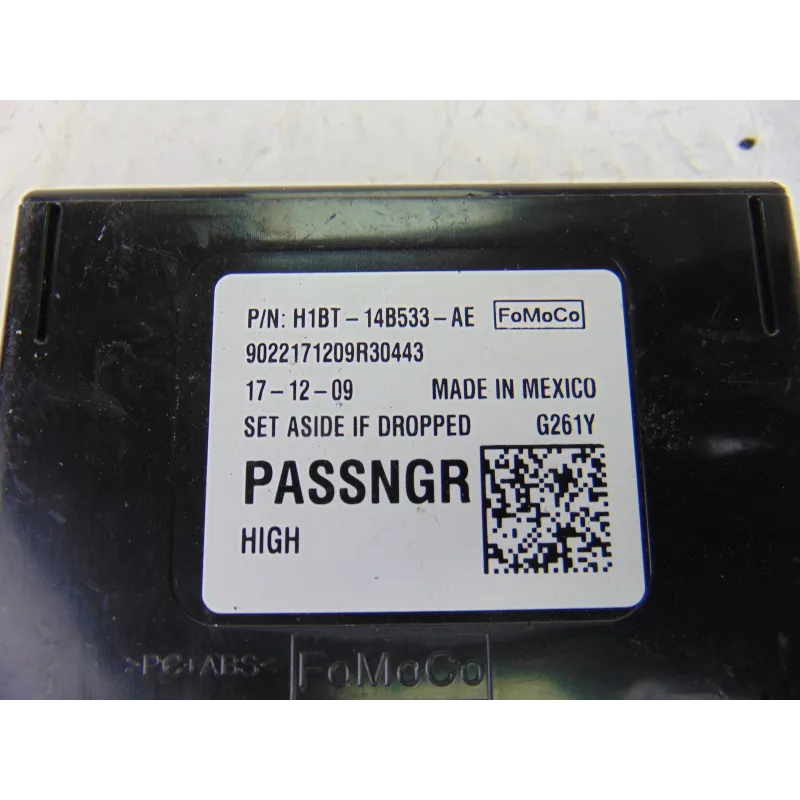 P/N: H1BT-14B533-AE FoMoCo
9022171209R30443
17-12-09 MADE IN MEXICO
SET ASIDE IF DROPPED G261Y
PASSNGR
HIGH
>PC+ABS< FoMoCo